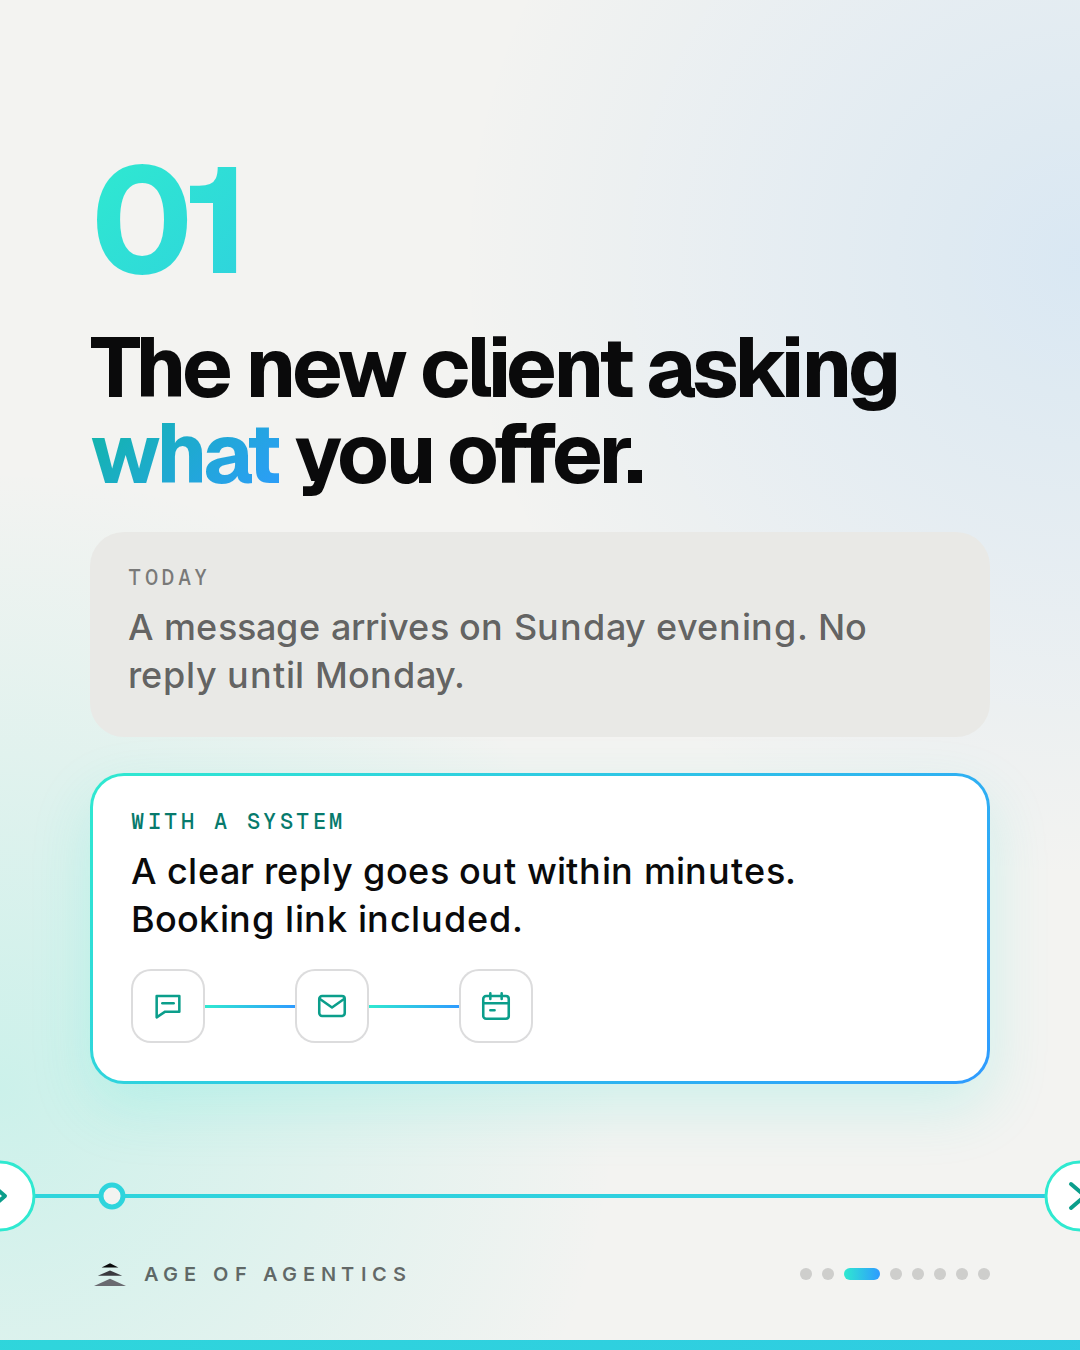 01
The new client asking
what you offer.
TODAY
A message arrives on Sunday evening. No
reply until Monday.
WITH A SYSTEM
A clear reply goes out within minutes.
Booking link included.
AGE OF AGENTICS